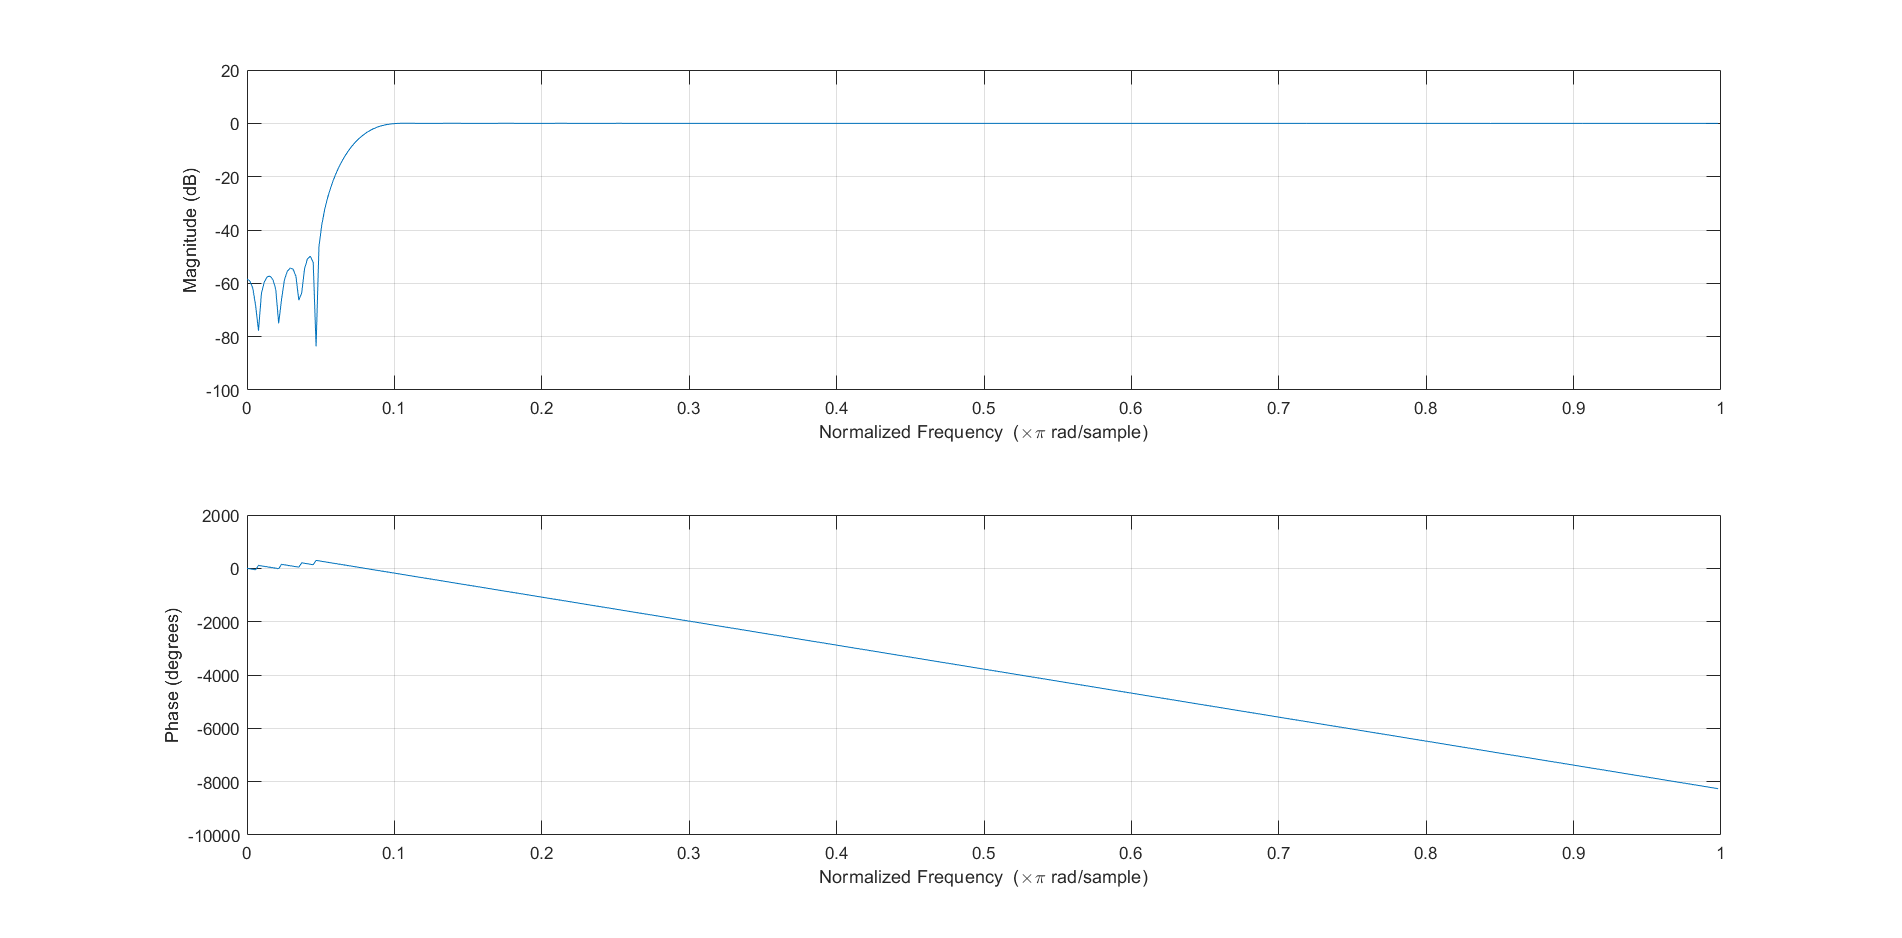 20
0
-20
-40
-60
-80
-100
Magnitude (dB)
0 0.1 0.2 0.3 0.4 0.5 0.6 0.7 0.8 0.9 1
Normalized Frequency (×π rad/sample)
2000
0
-2000
-4000
-6000
-8000
-10000
Phase (degrees)
0 0.1 0.2 0.3 0.4 0.5 0.6 0.7 0.8 0.9 1
Normalized Frequency (×π rad/sample)